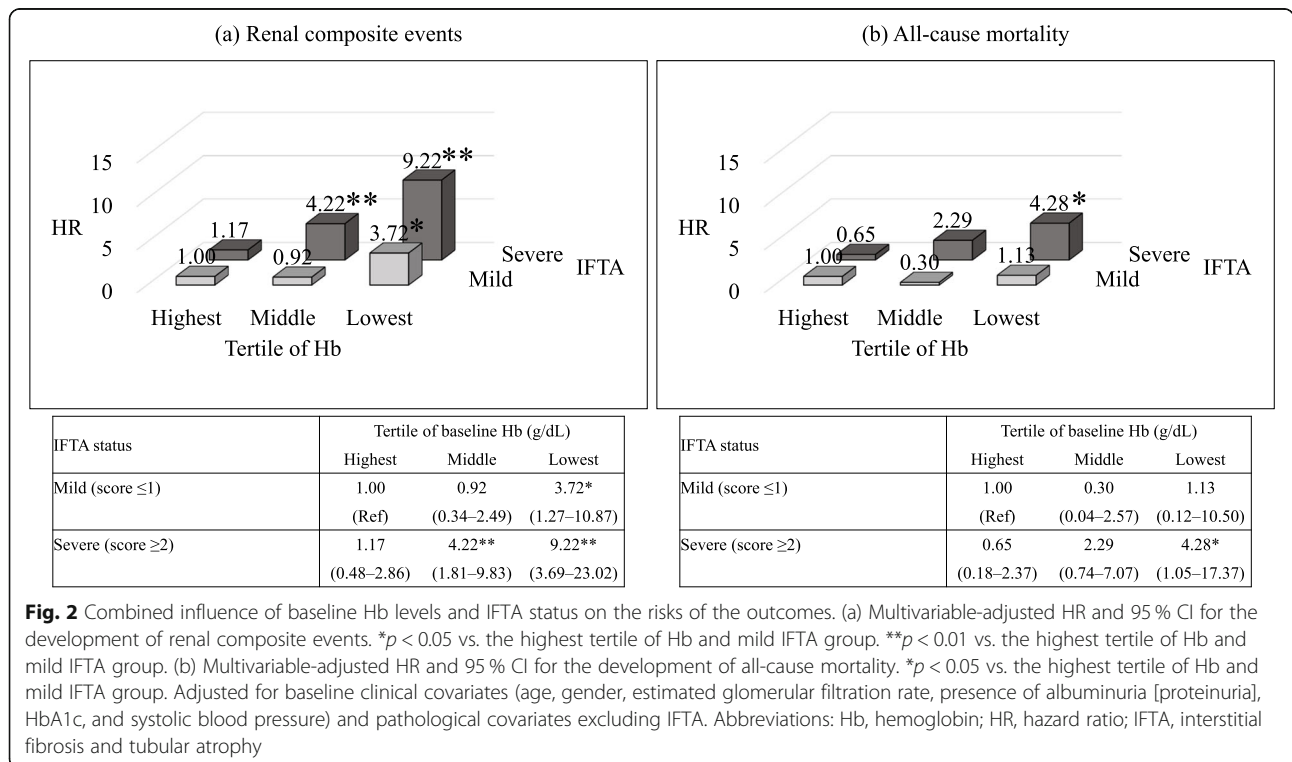 (a) Renal composite events
15
10
5
0
HR
1.00
1.17
0.92
4.22**
3.72*
9.22**
Severe
Mild
IFTA
Highest Middle Lowest
Tertile of Hb
IFTA status
Tertile of baseline Hb (g/dL)
Highest Middle Lowest
Mild (score ≤1) 1.00 0.92 3.72*
(Ref) (0.34–2.49) (1.27–10.87)
Severe (score ≥2) 1.17 4.22** 9.22**
(0.48–2.86) (1.81–9.83) (3.69–23.02)
(b) All-cause mortality
15
10
5
0
HR
1.00
0.65
0.30
2.29
1.13
4.28*
Severe
Mild
IFTA
Highest Middle Lowest
Tertile of Hb
IFTA status
Tertile of baseline Hb (g/dL)
Highest Middle Lowest
Mild (score ≤1) 1.00 0.30 1.13
(Ref) (0.04–2.57) (0.12–10.50)
Severe (score ≥2) 0.65 2.29 4.28*
(0.18–2.37) (0.74–7.07) (1.05–17.37)
Fig. 2 Combined influence of baseline Hb levels and IFTA status on the risks of the outcomes. (a) Multivariable-adjusted HR and 95 % CI for the
development of renal composite events. *p < 0.05 vs. the highest tertile of Hb and mild IFTA group. **p < 0.01 vs. the highest tertile of Hb and
mild IFTA group. (b) Multivariable-adjusted HR and 95 % CI for the development of all-cause mortality. *p < 0.05 vs. the highest tertile of Hb and
mild IFTA group. Adjusted for baseline clinical covariates (age, gender, estimated glomerular filtration rate, presence of albuminuria [proteinuria],
HbA1c, and systolic blood pressure) and pathological covariates excluding IFTA. Abbreviations: Hb, hemoglobin; HR, hazard ratio; IFTA, interstitial
fibrosis and tubular atrophy